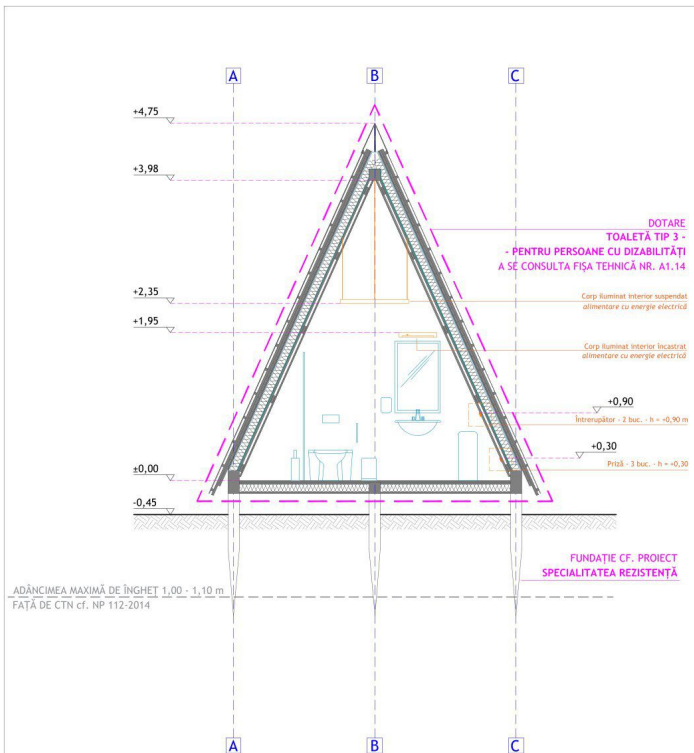 A B C
+4,75
+3,98
DOTARE
TOALETĂ TIP 3 -
- PENTRU PERSOANE CU DIZABILITĂȚI
A SE CONSULTA FIȘA TEHNICĂ NR. A1.14
+2,35
Corp iluminat interior suspendat
alimentare cu energie electrică
+1,95
Corp iluminat interior încastrat
alimentare cu energie electrică
+0,90
Întrerupător - 2 buc. - h = +0,90 m
+0,30
Priză - 3 buc. - h = +0,30
±0,00
-0,45
FUNDAȚIE CF. PROIECT
SPECIALITATEA REZISTENȚĂ
ADÂNCIMEA MAXIMĂ DE ÎNGHEȚ 1,00 - 1,10 m
FAȚĂ DE CTN cf. NP 112-2014
A B C